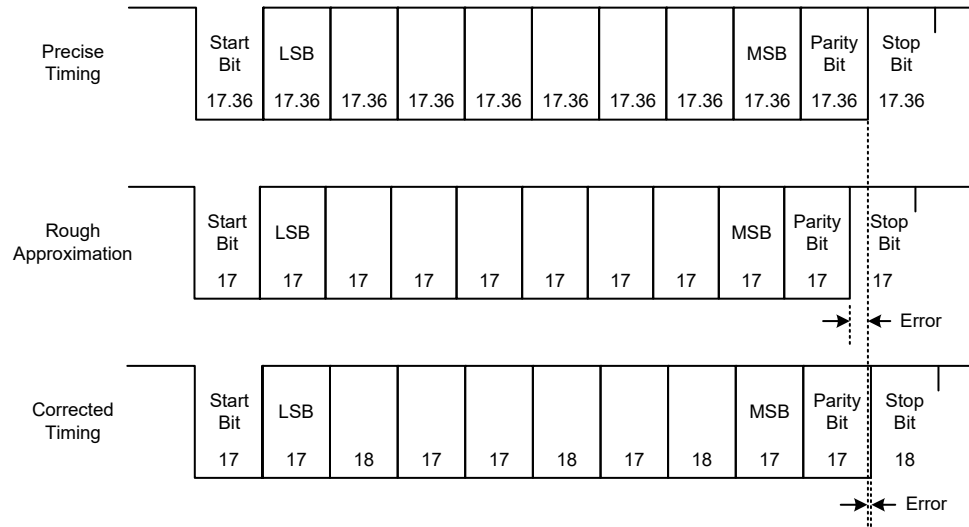 Precise
Timing
Start
Bit
LSB
MSB
Parity
Bit
Stop
Bit
17.36 17.36 17.36 17.36 17.36 17.36 17.36 17.36 17.36 17.36 17.36
Rough
Approximation
Start
Bit
LSB
MSB
Parity
Bit
Stop
Bit
17 17 17 17 17 17 17 17 17 17 17
Error
Corrected
Timing
Start
Bit
LSB
MSB
Parity
Bit
Stop
Bit
17 17 18 17 17 18 17 18 17 17 18
Error